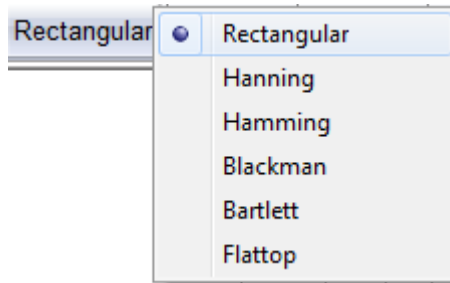 Rectangular
Rectangular
Hanning
Hamming
Blackman
Bartlett
Flattop